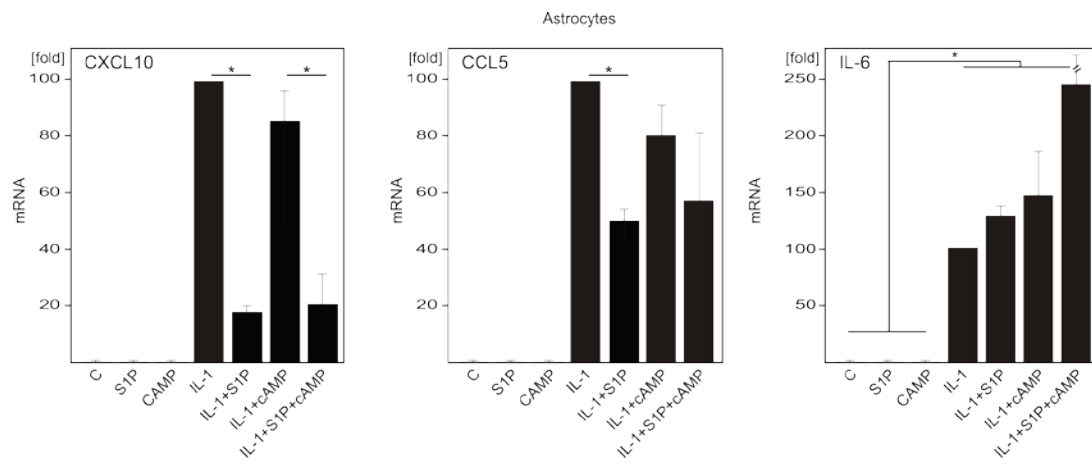 Astrocytes
[fold]
CXCL10
*
*
100
80
60
40
20
mRNA
C
S1P
CAMP
IL-1
IL-1+S1P
IL-1+cAMP
IL-1+S1P+cAMP
[fold]
CCL5
*
100
80
60
40
20
mRNA
C
S1P
CAMP
IL-1
IL-1+S1P
IL-1+cAMP
IL-1+S1P+cAMP
[fold]
IL-6
*
250
200
150
100
50
mRNA
C
S1P
CAMP
IL-1
IL-1+S1P
IL-1+cAMP
IL-1+S1P+cAMP